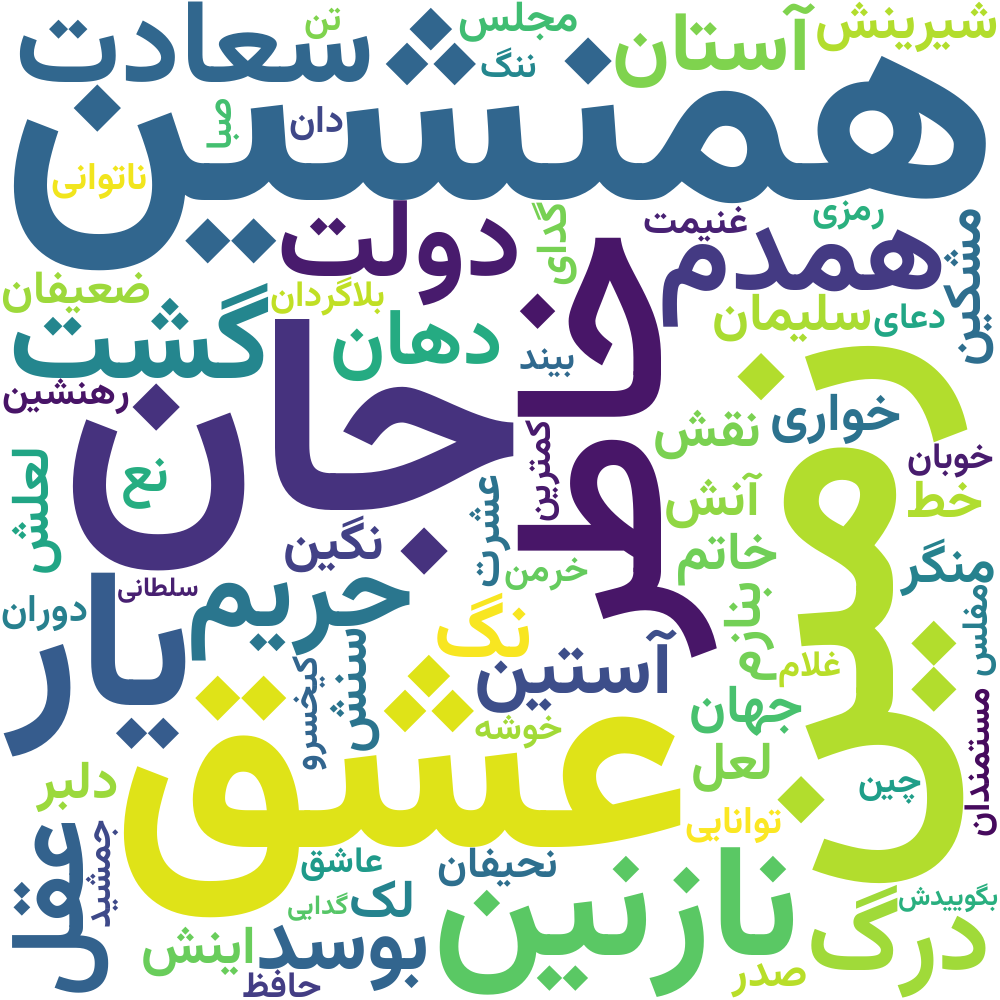 شیرینش
آستان
مجلس
تن
سعادت
ننگ
همنشین
صبا
دان
ناتوانی
رمزی
غنیمت
گدای
دولت
همدم
مشکین
ضعیفان
بلاگردان
خاطر
سلیمان
دعای
گشت
دهان
بیند
رمین
رهنشین
جان
خواری
نقش
کمترین
خوبان
نع
لعلش
عشرت
آنش
خط
نگین
خاتم
منگر
خرمن
سلطانی
حریم
بنازم
دوران
یار
نگ
مفلس
آستین
غلام
سنش
کیخسرو
جهان
مستمندان
عشق
خوشه
لعل
چین
دلبر
توانایی
عقل
جمشید
عاشق
نحیفان
نازنین
لک
گدایی
بگوییدش
درگ
بوسد
اینش
صدر
حافظ